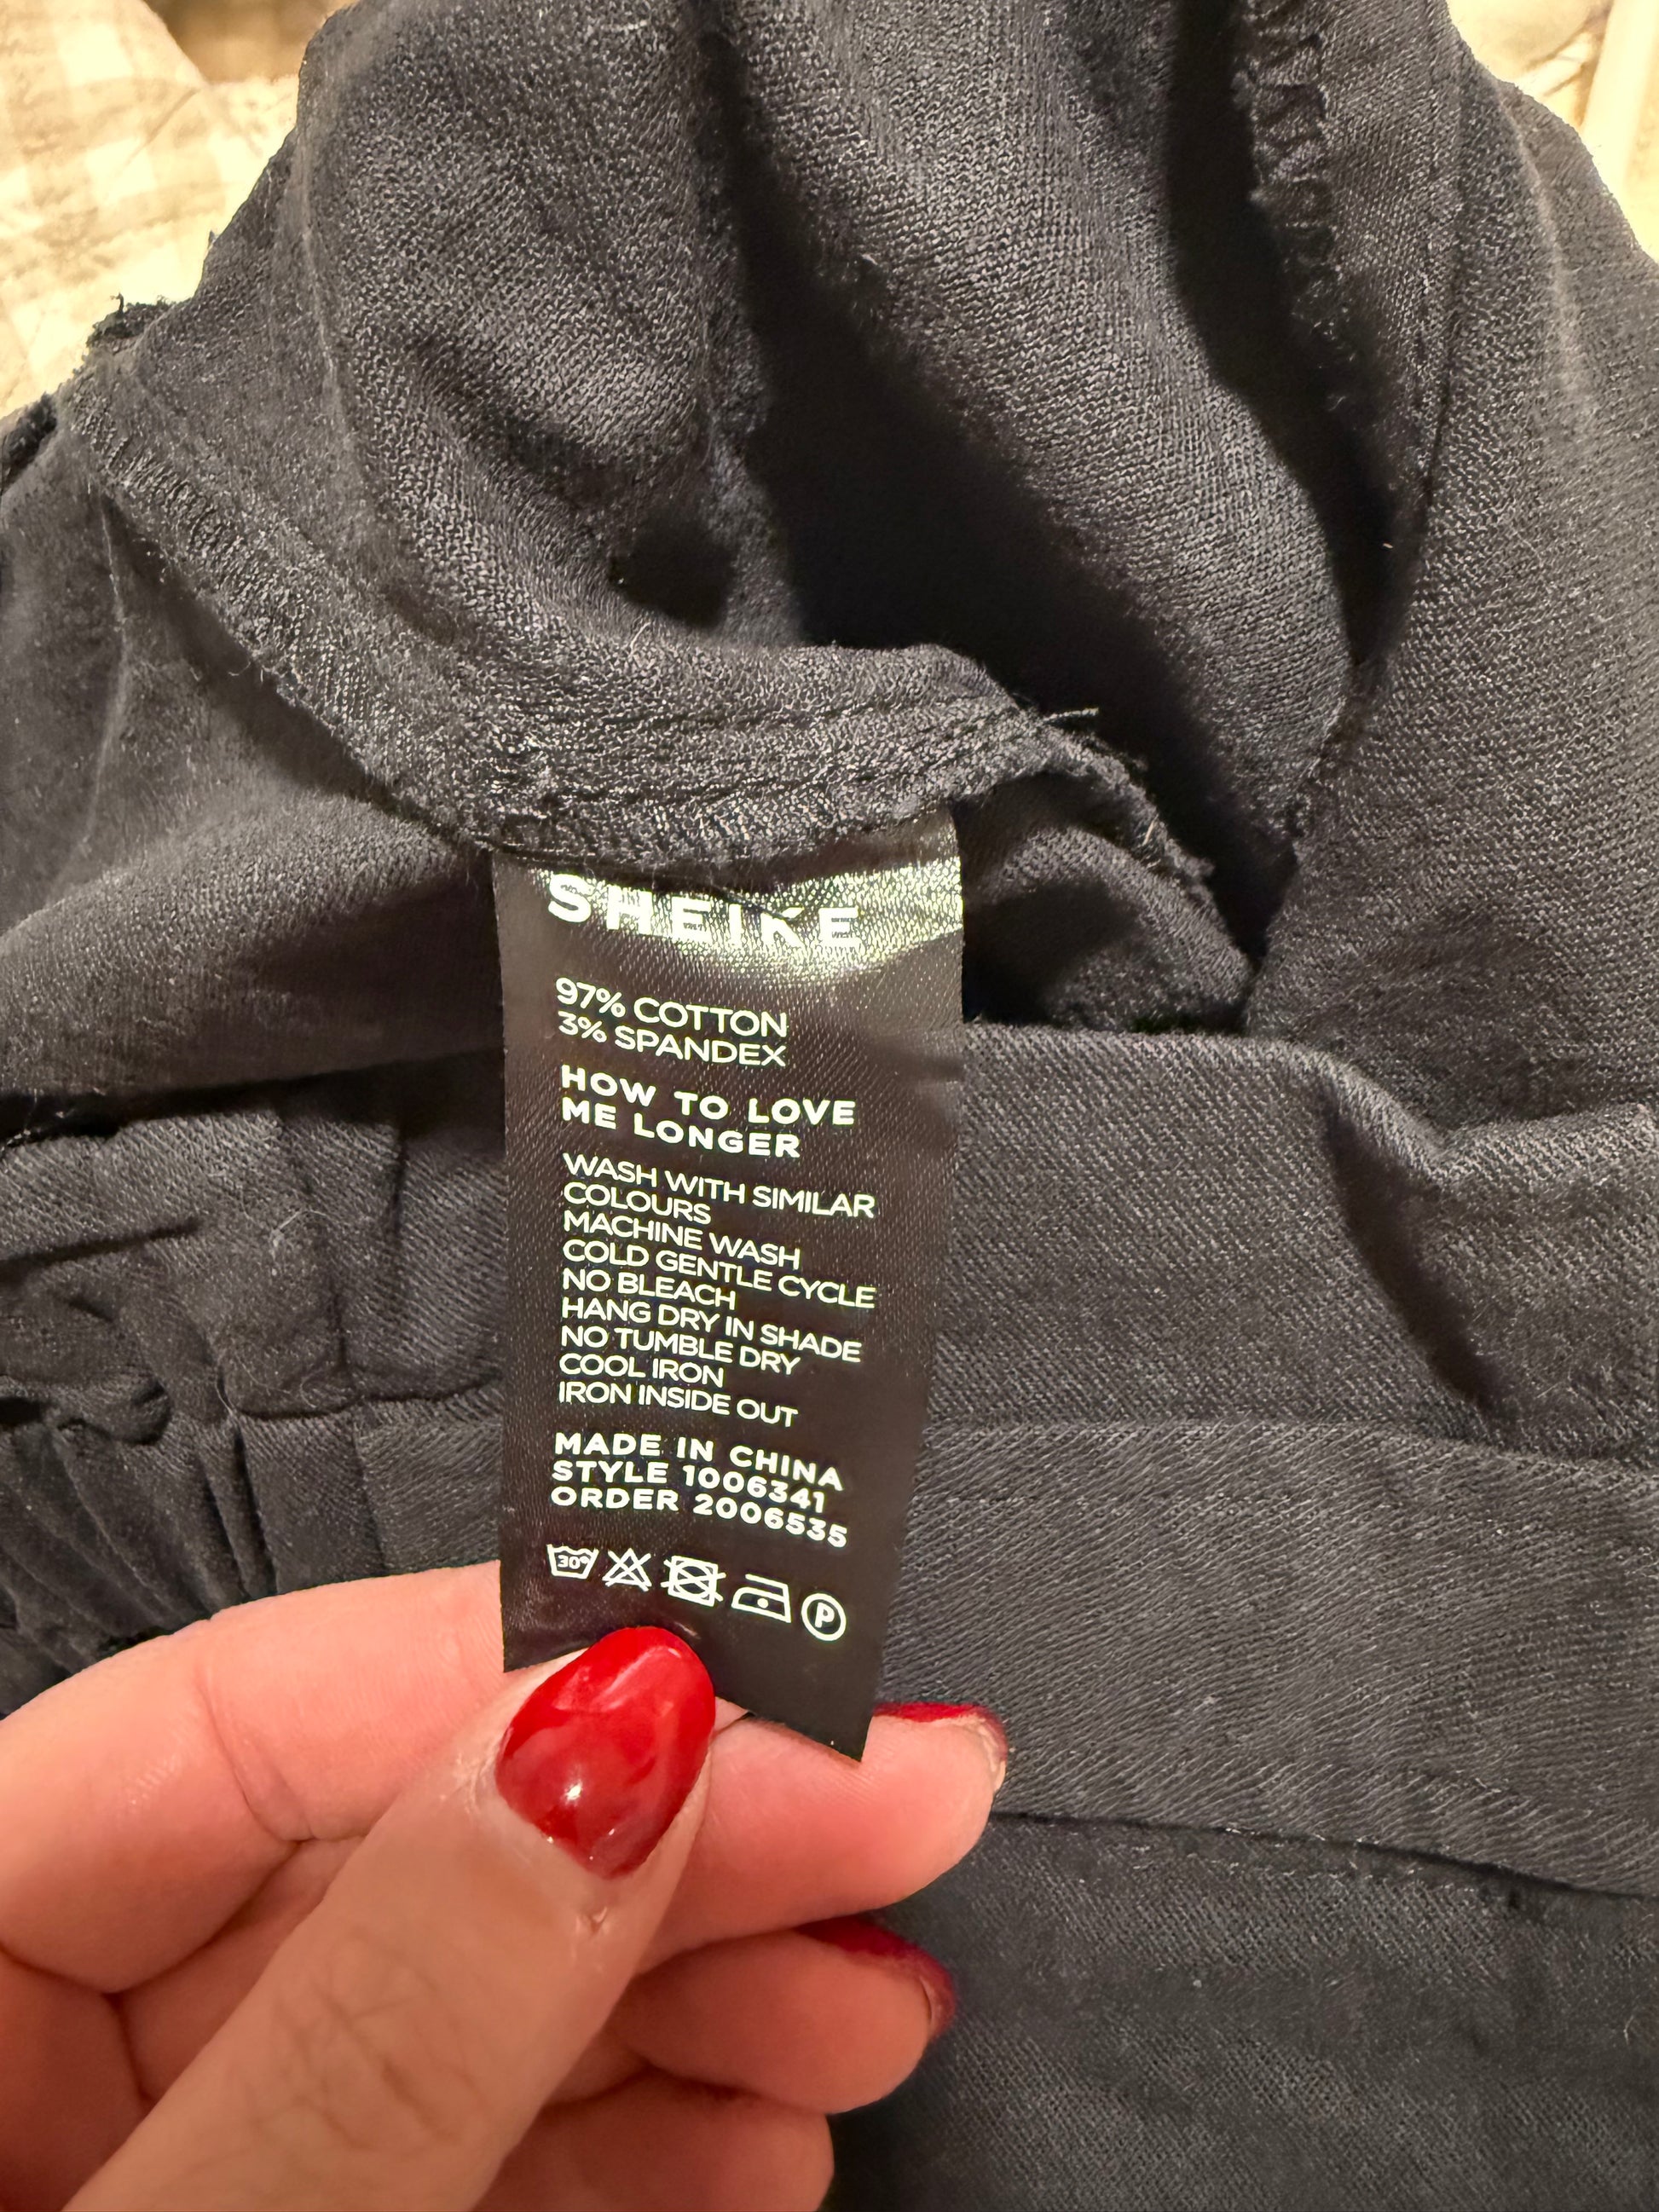 SHEIKE
97% COTTON
3% SPANDEX
HOW TO LOVE
ME LONGER
WASH WITH SIMILAR
COLOURS
MACHINE WASH
COLD GENTLE CYCLE
NO BLEACH
HANG DRY IN SHADE
NO TUMBLE DRY
COOL IRON
IRON INSIDE OUT
MADE IN CHINA
STYLE 1006341
ORDER 2006535
30° P